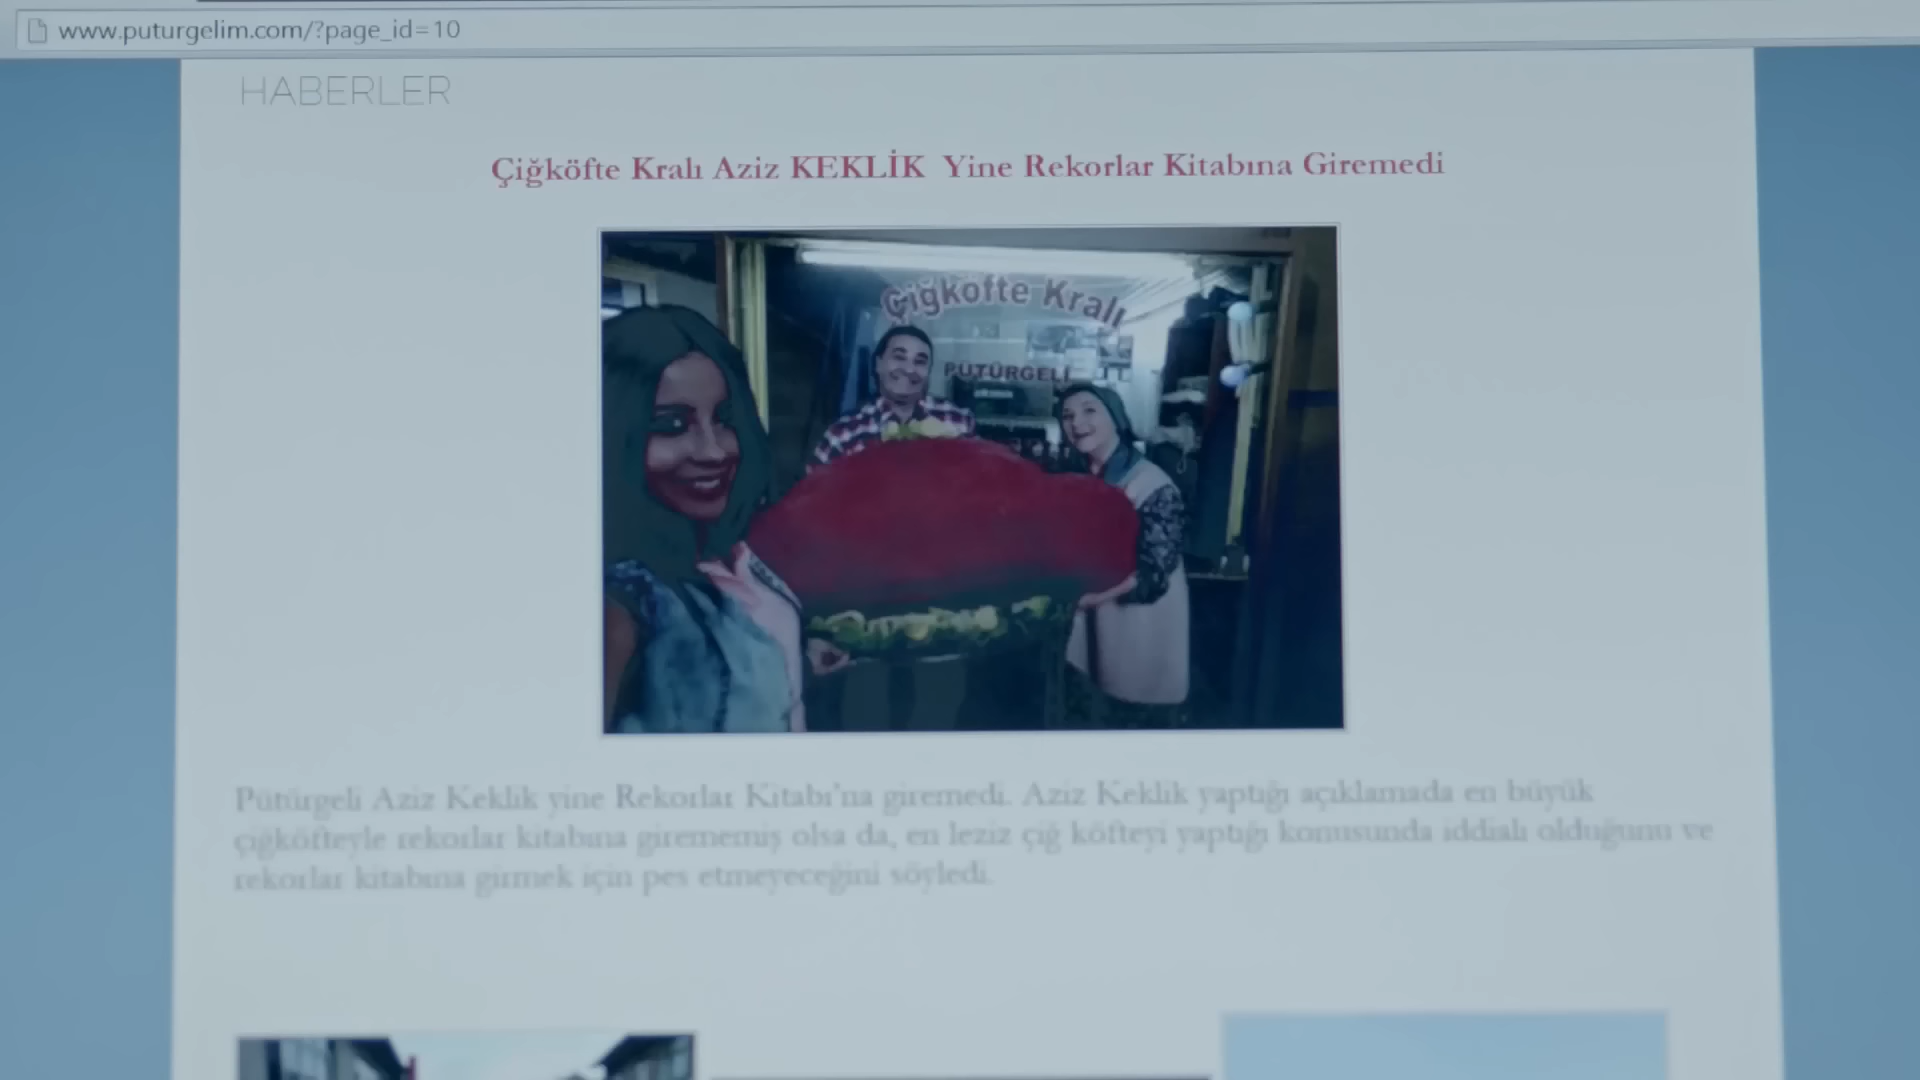 www.puturgelim.com/?page_id=10
HABERLER
Çiğköfte Kralı Aziz KEKLİK Yine Rekorlar Kitabına Giremedi
Çiğköfte Kralı
PÜTÜRGELİ
Pütürgeli Aziz Keklik yine Rekorlar Kitabı'na giremedi. Aziz Keklik yaptığı açıklamada en büyük
çiğköfteyle rekorlar kitabına girememiş olsa da, en leziz çiğ köfteyi yaptığı konusunda iddialı olduğunu ve
rekorlar kitabına girmek için pes etmeyeceğini söyledi.